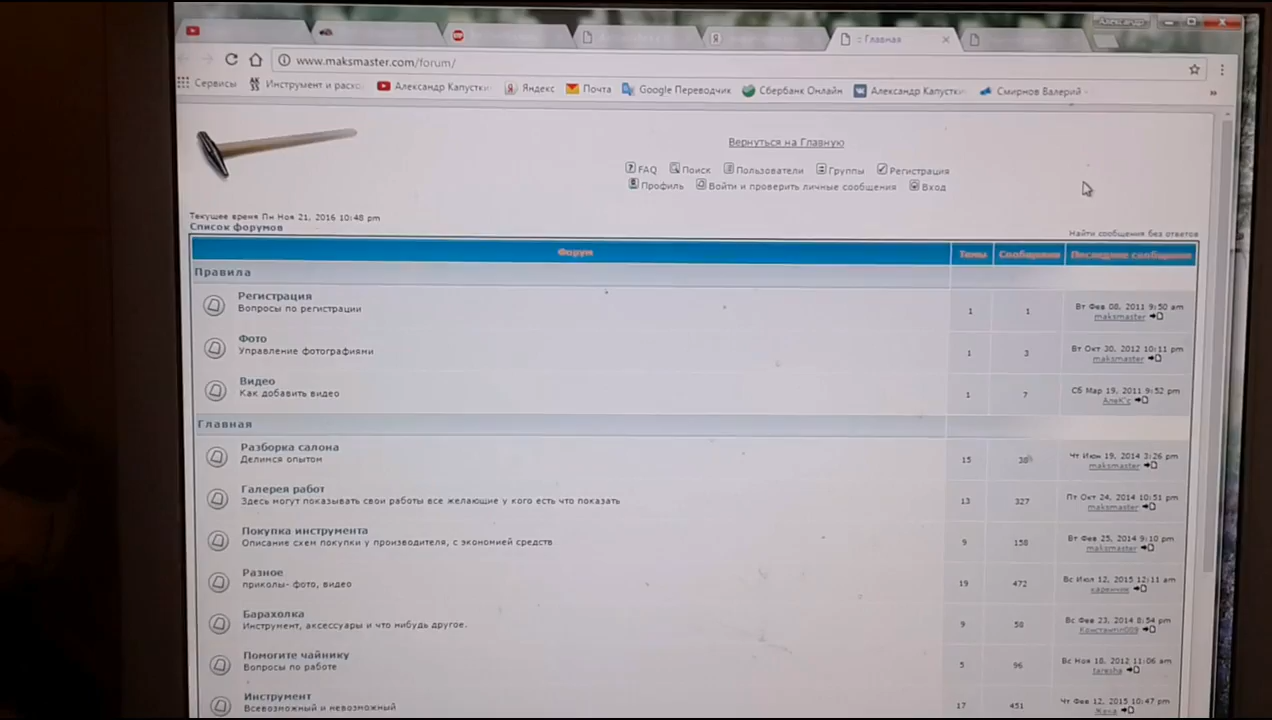 Александр
:: Главная
www.maksmaster.com/forum/
Сервисы
Инструмент и расхо
Александр Капустки
Яндекс
Почта
Google Переводчик
Сбербанк Онлайн
Александр Капустки
Смирнов Валерий -
»
Вернуться на Главную
FAQ Поиск Пользователи Группы Регистрация
Профиль Войти и проверить личные сообщения Вход
Текущее время Пн Ноя 21, 2016 10:48 pm
Список форумов
Найти сообщения без ответов
Форум Темы Сообщения Последние сообщения
Правила
Регистрация
Вопросы по регистрации
1 1 Вт Фев 08, 2011 9:50 am
maksmaster
Фото
Управление фотографиями
1 3 Вт Окт 30, 2012 10:11 pm
maksmaster
Видео
Как добавить видео
1 7 Сб Мар 19, 2011 9:52 pm
АлеК'с
Главная
Разборка салона
Делимся опытом
15 Чт Июн 19, 2014 3:26 pm
maksmaster
Галерея работ
Здесь могут показывать свои работы все желающие у кого есть что показать
13 327 Пт Окт 24, 2014 10:51 pm
maksmaster
Покупка инструмента
Описание схем покупки у производителя, с экономией средств
9 158 Вт Фев 25, 2014 9:10 pm
maksmaster
Разное
приколы- фото, видео
19 472 Вс Июл 12, 2015 12:11 am
Барахолка
Инструмент, аксессуары и что нибудь другое.
9 58 Вс Фев 23, 2014 8:54 pm
Константин009
Помогите чайнику
Вопросы по работе
5 96 Вс Ноя 18, 2012 11:06 am
taresha
Инструмент
Всевозможный и невозможный
17 451 Чт Фев 12, 2015 10:47 pm
Жека